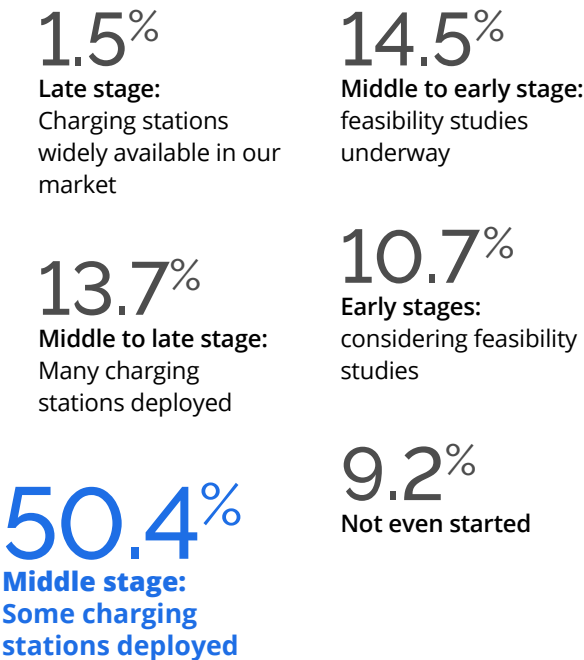 1.5%
Late stage:
Charging stations
widely available in our
market
13.7%
Middle to late stage:
Many charging
stations deployed
50.4%
Middle stage:
Some charging
stations deployed
14.5%
Middle to early stage:
feasibility studies
underway
10.7%
Early stages:
considering feasibility
studies
9.2%
Not even started